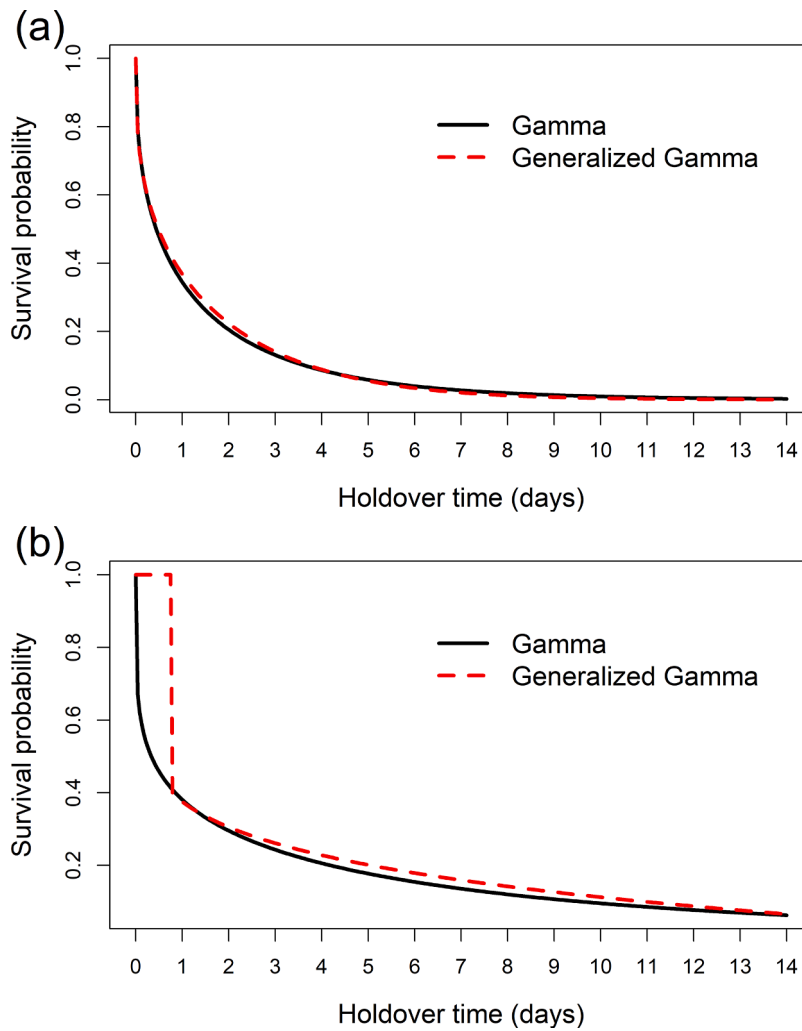 (a)
Survival probability
1.0
0.8
0.6
0.4
0.2
0.0
Gamma
Generalized Gamma
0 1 2 3 4 5 6 7 8 9 10 11 12 13 14
Holdover time (days)
(b)
Survival probability
1.0
0.8
0.6
0.4
0.2
Gamma
Generalized Gamma
0 1 2 3 4 5 6 7 8 9 10 11 12 13 14
Holdover time (days)